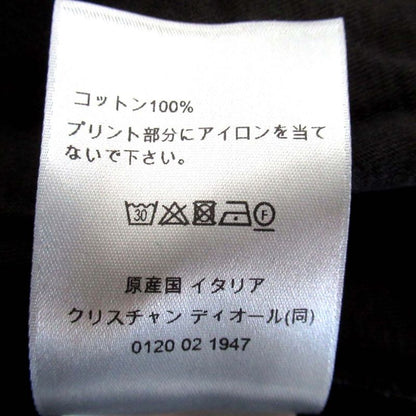 コットン100%
プリント部分にアイロンを当て
ないで下さい。
30 F
原産国 イタリア
クリスチャン ディオール(同)
0120 02 1947